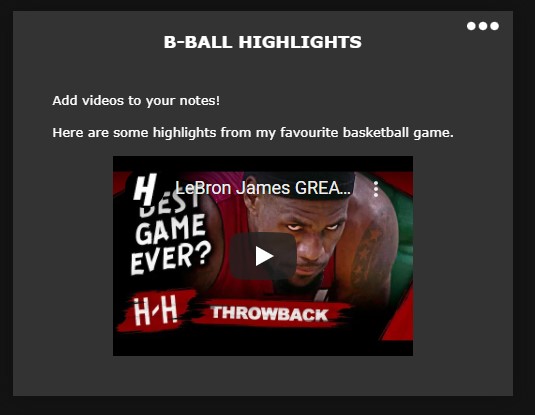 B-BALL HIGHLIGHTS
Add videos to your notes!
Here are some highlights from my favourite basketball game.
H LeBron James GREA...
BEST
GAME
EVER?
H-H THROWBACK